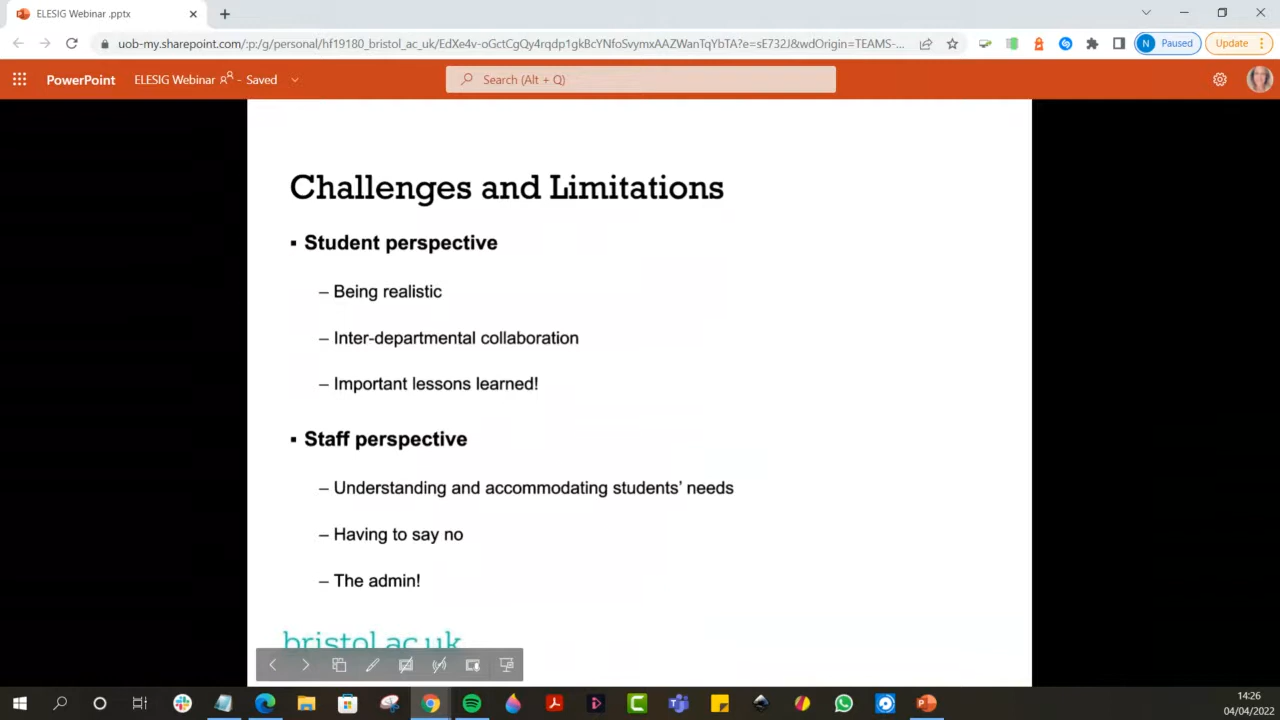 ELESIG Webinar .pptx
uob-my.sharepoint.com/:p:/g/personal/hf19180_bristol_ac_uk/EdXe4v-oGctCgQy4rqdp1gkBcYNfoSvymxAAZWanTqYbTA?e=sE732J&wdOrigin=TEAMS-...
N Paused
Update
PowerPoint
ELESIG Webinar - Saved
Search (Alt + Q)
Challenges and Limitations
▪ Student perspective
– Being realistic
– Inter-departmental collaboration
– Important lessons learned!
▪ Staff perspective
– Understanding and accommodating students’ needs
– Having to say no
– The admin!
bristol.ac.uk
14:26
04/04/2022